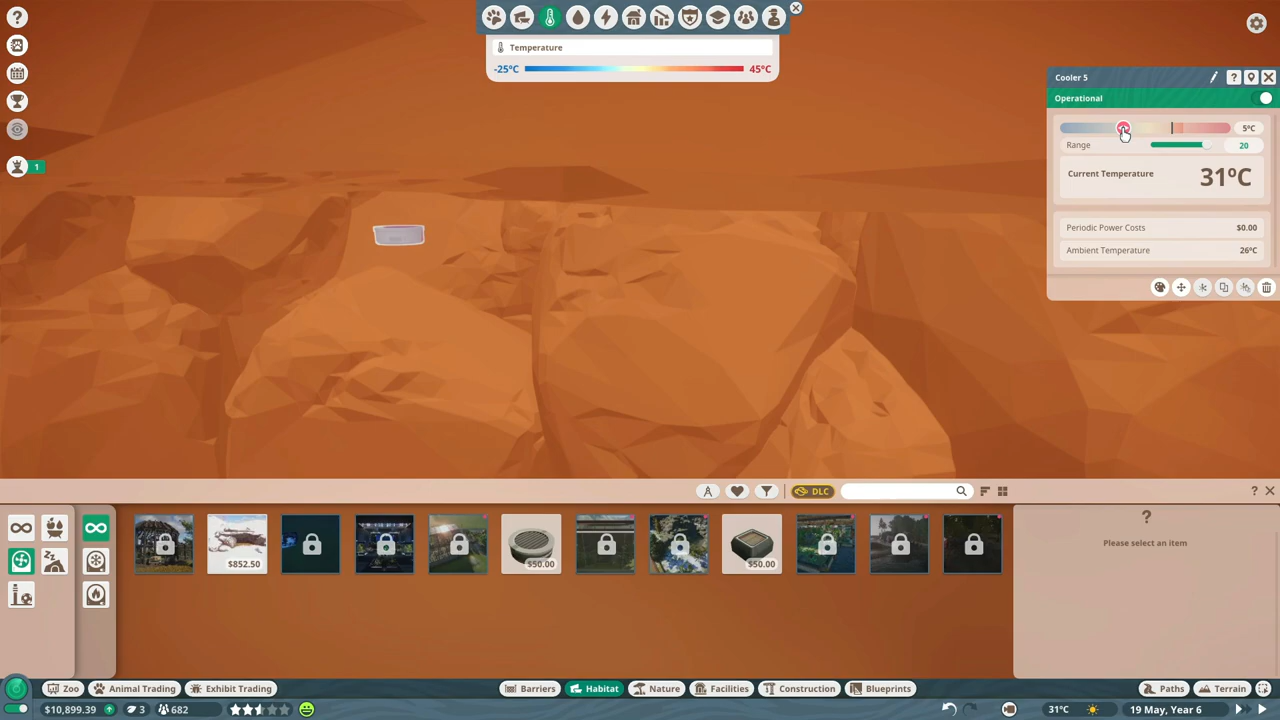 Temperature
-25°C 45°C
Cooler 5
Operational
5°C
Range 20
Current Temperature 31°C
Periodic Power Costs $0.00
Ambient Temperature 26°C
1
DLC
$852.50 $50.00 $50.00
Please select an item
Zoo Animal Trading Exhibit Trading Barriers Habitat Nature Facilities Construction Blueprints Paths Terrain
$10,899.39 3 682 31°C 19 May, Year 6